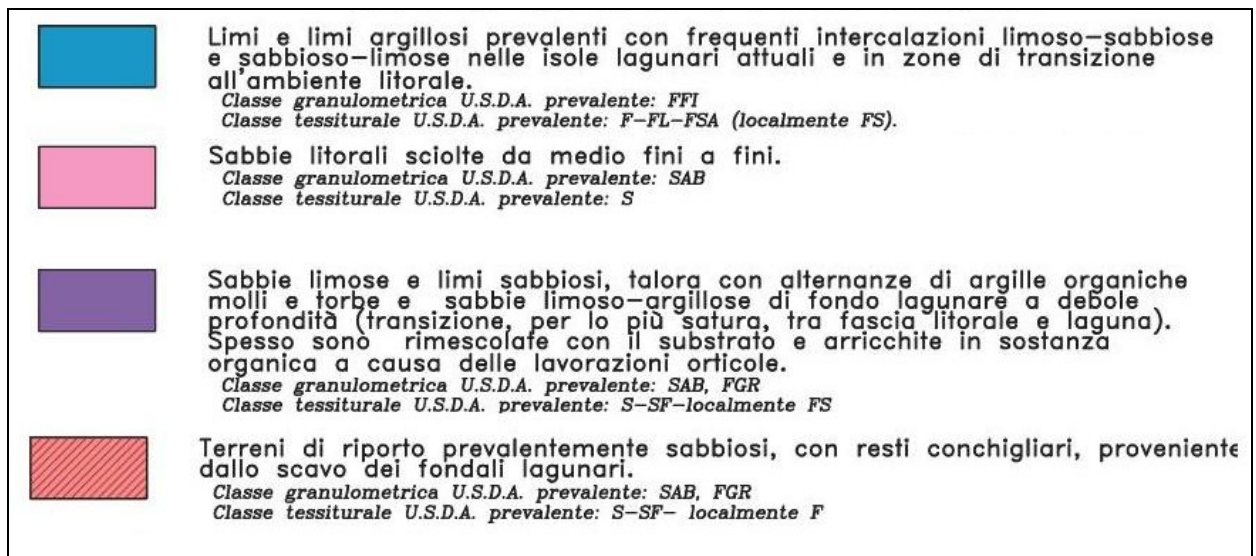 Limi e limi argillosi prevalenti con frequenti intercalazioni limoso-sabbiose
e sabbioso-limose nelle isole lagunari attuali e in zone di transizione
all'ambiente litorale.
Classe granulometrica U.S.D.A. prevalente: FFI
Classe tessiturale U.S.D.A. prevalente: F-FL-FSA (localmente FS).
Sabbie litorali sciolte da medio fini a fini.
Classe granulometrica U.S.D.A. prevalente: SAB
Classe tessiturale U.S.D.A. prevalente: S
Sabbie limose e limi sabbiosi, talora con alternanze di argille organiche
molli e torbe e sabbie limoso-argillose di fondo lagunare a debole
profondità (transizione, per lo più satura, tra fascia litorale e laguna).
Spesso sono rimescolate con il substrato e arricchite in sostanza
organica a causa delle lavorazioni orticole.
Classe granulometrica U.S.D.A. prevalente: SAB, FGR
Classe tessiturale U.S.D.A. prevalente: S-SF-localmente FS
Terreni di riporto prevalentemente sabbiosi, con resti conchigliari, proveniente
dallo scavo dei fondali lagunari.
Classe granulometrica U.S.D.A. prevalente: SAB, FGR
Classe tessiturale U.S.D.A. prevalente: S-SF- localmente F